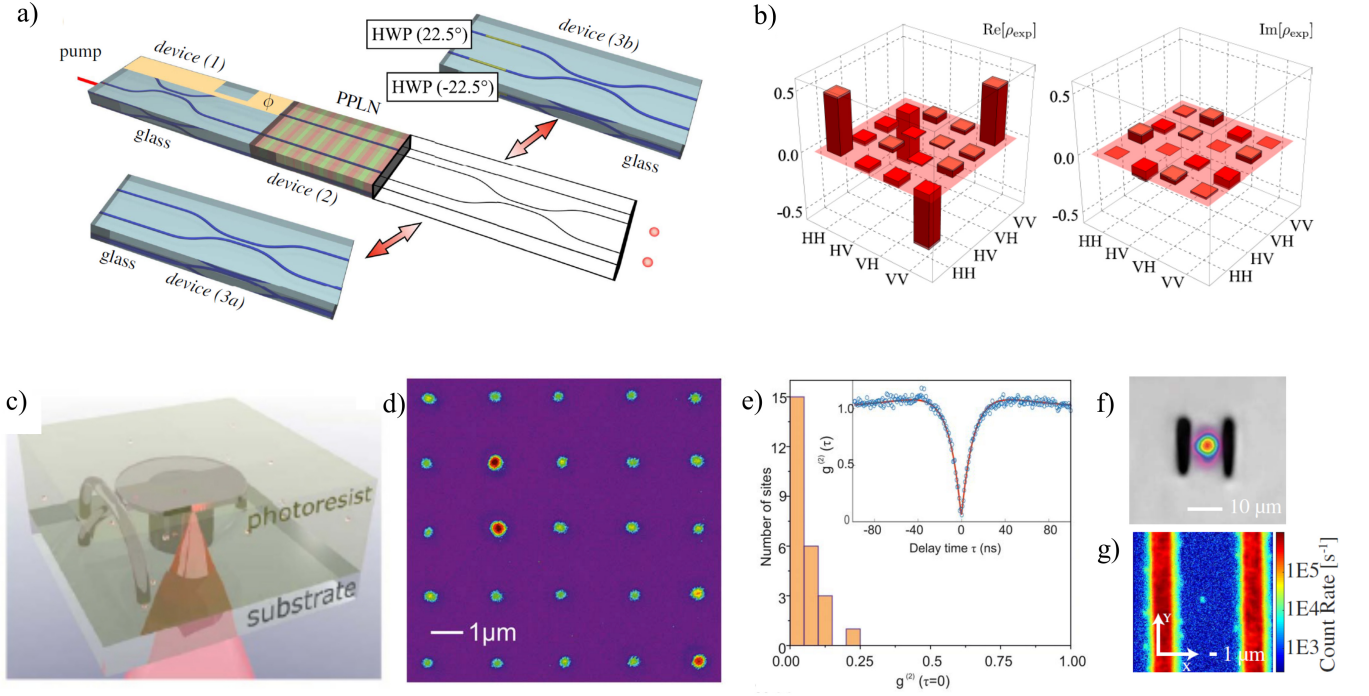 a)
pump
device (1)
ϕ
glass
PPLN
device (2)
HWP (22.5°)
HWP (-22.5°)
device (3b)
glass
glass
device (3a)
b)
Re[ρexp]
0.5
0.0
-0.5
HH
HV
VH
VV
HH
HV
VH
VV
Im[ρexp]
0.5
0.0
-0.5
HH
HV
VH
VV
HH
HV
VH
VV
c)
photoresist
substrate
d)
1µm
e)
Number of sites
15
12
9
6
3
0
0.00
0.25
0.50
0.75
1.00
g(2) (τ=0)
g(2) (τ)
1.0
0.5
0
-80
-40
0
40
80
Delay time τ (ns)
f)
10 µm
g)
Y
X
1 µm
1E5
1E4
1E3
Count Rate [s-1]